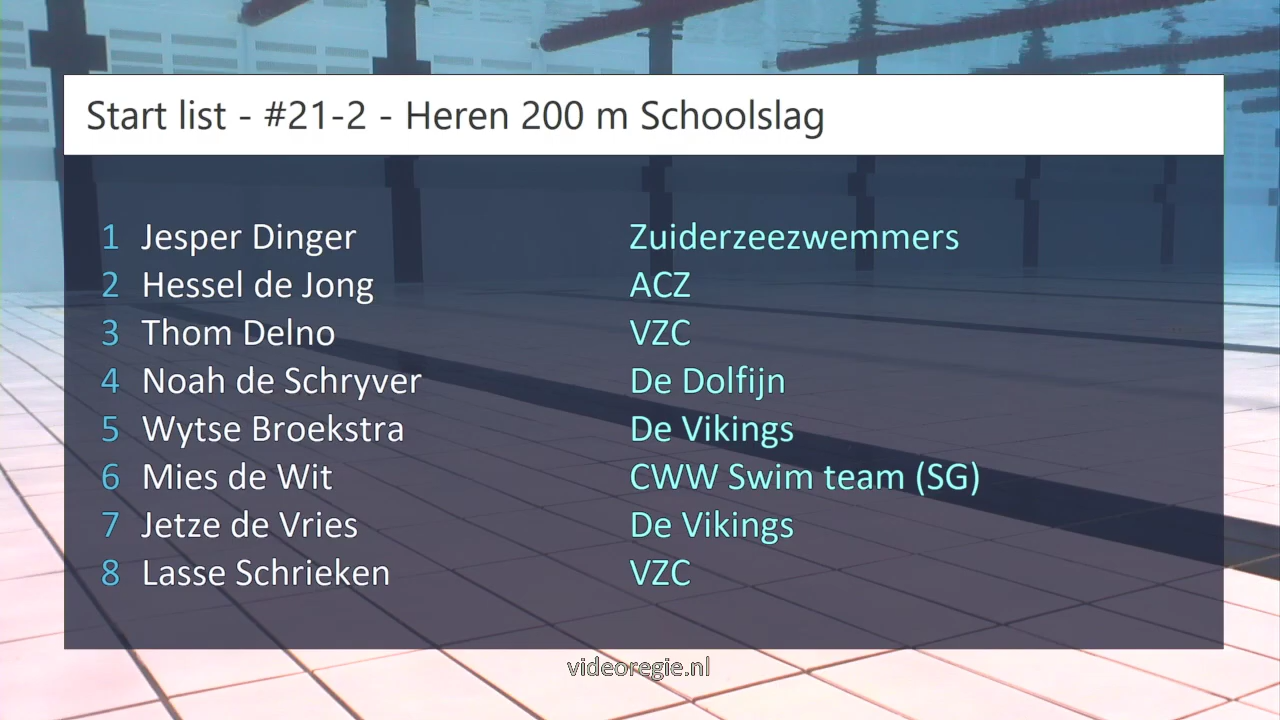 Start list - #21-2 - Heren 200 m Schoolslag
1 Jesper Dinger Zuiderzeezwemmers
2 Hessel de Jong ACZ
3 Thom Delno VZC
4 Noah de Schryver De Dolfijn
5 Wytse Broekstra De Vikings
6 Mies de Wit CWW Swim team (SG)
7 Jetze de Vries De Vikings
8 Lasse Schrieken VZC
videoregie.nl